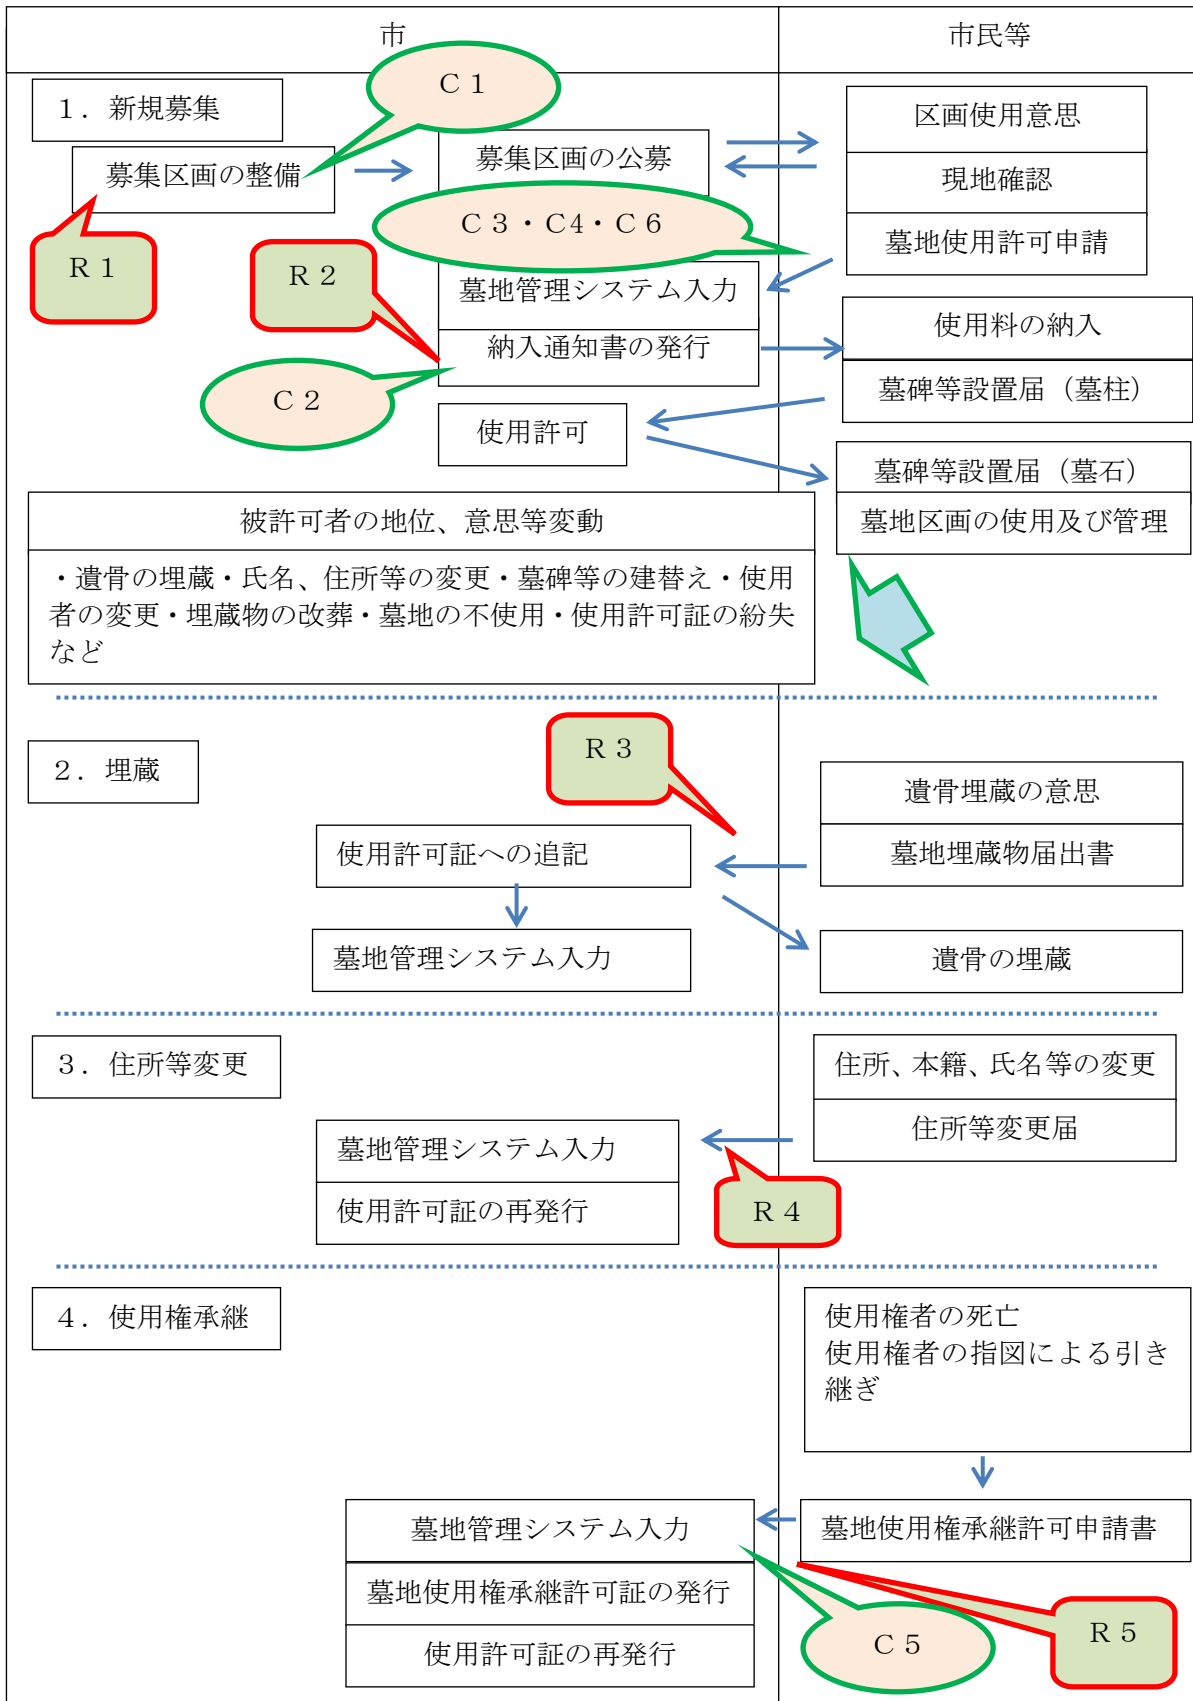 市
市民等
Ｃ１
１．新規募集
募集区画の整備
募集区画の公募
区画使用意思
現地確認
墓地使用許可申請
Ｒ１
Ｒ２
Ｃ３・Ｃ4・Ｃ６
墓地管理システム入力
納入通知書の発行
使用料の納入
墓碑等設置届（墓柱）
Ｃ２
使用許可
墓碑等設置届（墓石）
墓地区画の使用及び管理
被許可者の地位、意思等変動
・遺骨の埋蔵・氏名、住所等の変更・墓碑等の建替え・使用
者の変更・埋蔵物の改葬・墓地の不使用・使用許可証の紛失
など
２．埋蔵
Ｒ３
遺骨埋蔵の意思
墓地埋蔵物届出書
使用許可証への追記
墓地管理システム入力
遺骨の埋蔵
３．住所等変更
住所、本籍、氏名等の変更
住所等変更届
墓地管理システム入力
使用許可証の再発行
Ｒ４
４．使用権承継
使用権者の死亡
使用権者の指図による引き
継ぎ
墓地使用権承継許可申請書
墓地管理システム入力
墓地使用権承継許可証の発行
使用許可証の再発行
Ｃ５
Ｒ５